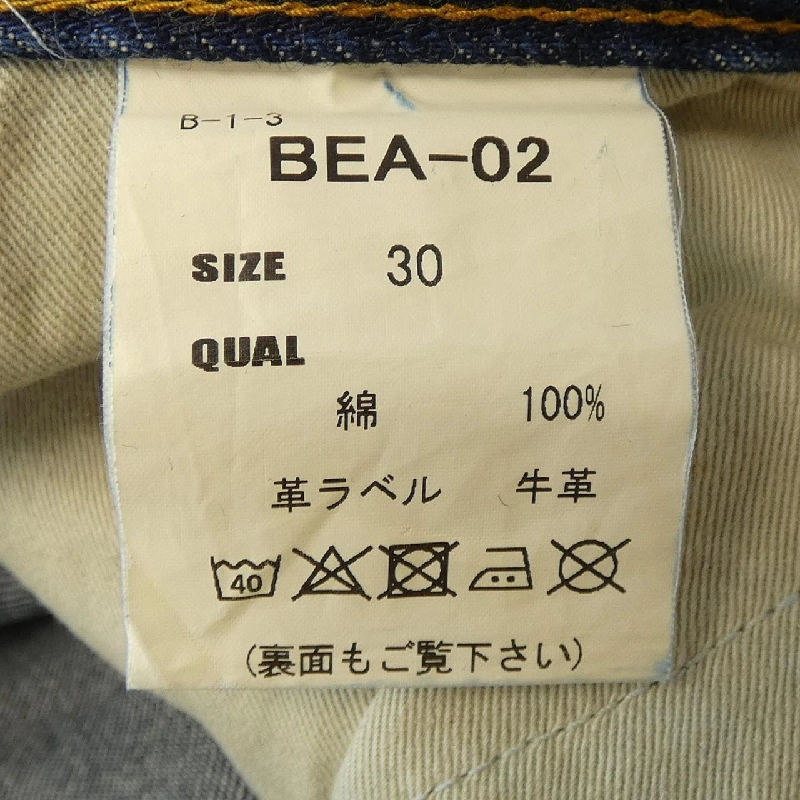 B-1-3
BEA-02
SIZE 30
QUAL
綿 100%
革ラベル 牛革
40
(裏面もご覧下さい)